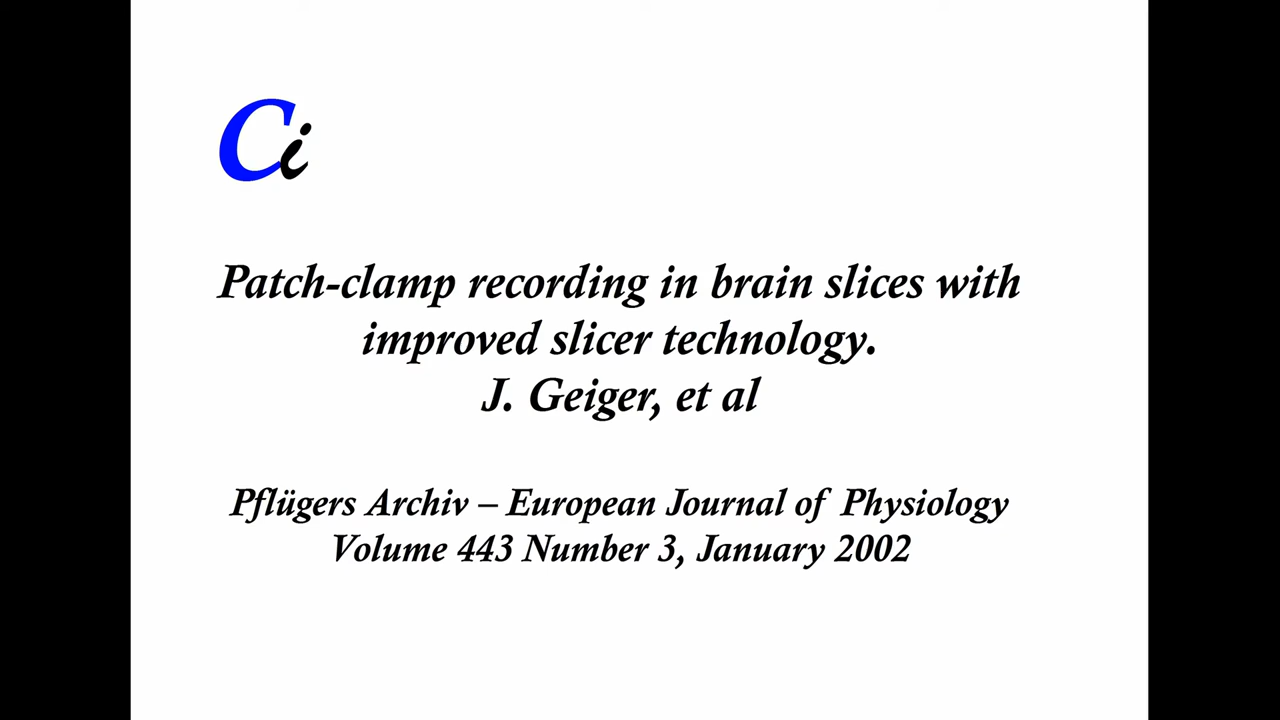 Ci
Patch-clamp recording in brain slices with
improved slicer technology.
J. Geiger, et al
Pflügers Archiv – European Journal of Physiology
Volume 443 Number 3, January 2002